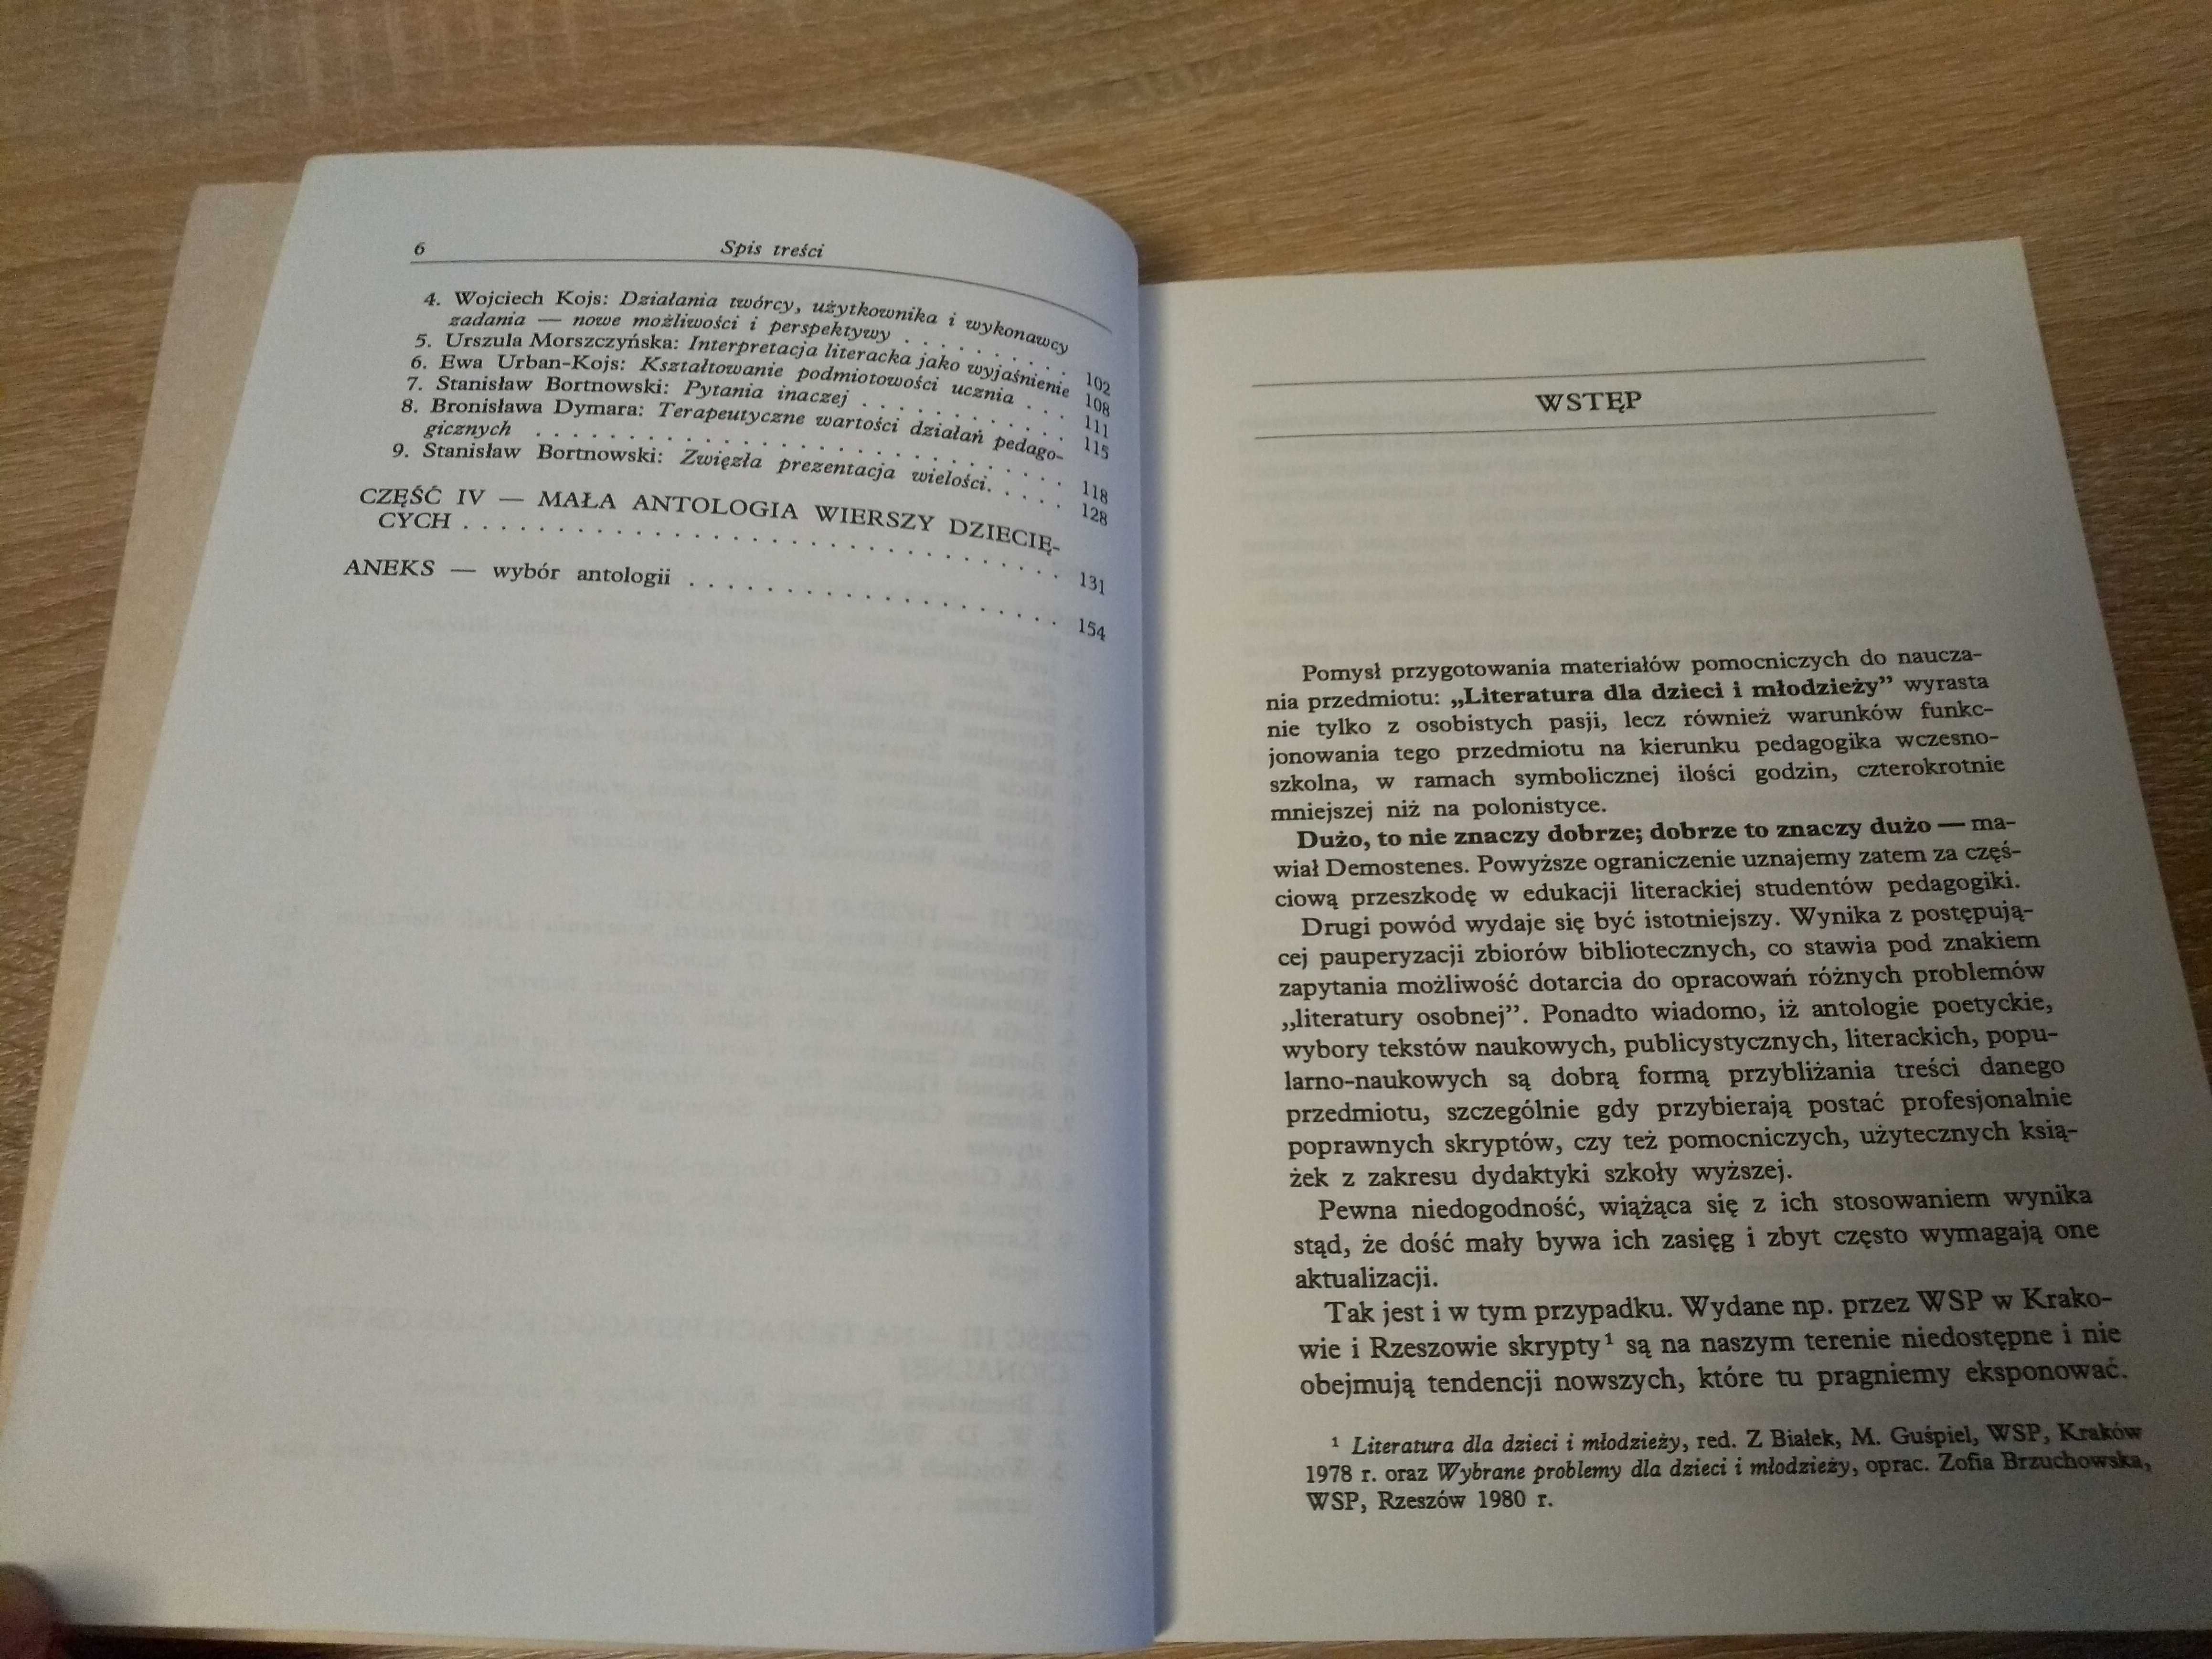 6 Spis treści
4. Wojciech Kojs: Działania twórcy, użytkownika i wykonawcy
zadania — nowe możliwości i perspektywy . . . . . . . . 102
5. Urszula Morszczyńska: Interpretacja literacka jako wyjaśnienie 108
6. Ewa Urban-Kojs: Kształtowanie podmiotowości ucznia . . . 111
7. Stanisław Bortnowski: Pytania inaczej . . . . . . . . . . . 115
8. Bronisława Dymara: Terapeutyczne wartości działań pedago-
gicznych . . . . . . . . . . . . . . . . . . . . . . . . 118
9. Stanisław Bortnowski: Zwięzła prezentacja wielości. . . . . 128
CZĘŚĆ IV — MAŁA ANTOLOGIA WIERSZY DZIECIĘ-
CYCH . . . . . . . . . . . . . . . . . . . . . . . . . . . 131
ANEKS — wybór antologii . . . . . . . . . . . . . . . . . . 154
WSTĘP
Pomysł przygotowania materiałów pomocniczych do naucza-
nia przedmiotu: „Literatura dla dzieci i młodzieży” wyrasta
nie tylko z osobistych pasji, lecz również warunków funkc-
jonowania tego przedmiotu na kierunku pedagogika wczesno-
szkolna, w ramach symbolicznej ilości godzin, czterokrotnie
mniejszej niż na polonistyce.
Dużo, to nie znaczy dobrze; dobrze to znaczy dużo — ma-
wiał Demostenes. Powyższe ograniczenie uznajemy zatem za częś-
ciową przeszkodę w edukacji literackiej studentów pedagogiki.
Drugi powód wydaje się być istotniejszy. Wynika z postępują-
cej pauperyzacji zbiorów bibliotecznych, co stawia pod znakiem
zapytania możliwość dotarcia do opracowań różnych problemów
„literatury osobnej”. Ponadto wiadomo, iż antologie poetyckie,
wybory tekstów naukowych, publicystycznych, literackich, popu-
larno-naukowych są dobrą formą przybliżania treści danego
przedmiotu, szczególnie gdy przybierają postać profesjonalnie
poprawnych skryptów, czy też pomocniczych, użytecznych ksią-
żek z zakresu dydaktyki szkoły wyższej.
Pewna niedogodność, wiążąca się z ich stosowaniem wynika
stąd, że dość mały bywa ich zasięg i zbyt często wymagają one
aktualizacji.
Tak jest i w tym przypadku. Wydane np. przez WSP w Krako-
wie i Rzeszowie skrypty¹ są na naszym terenie niedostępne i nie
obejmują tendencji nowszych, które tu pragniemy eksponować.
¹ Literatura dla dzieci i młodzieży, red. Z Białek, M. Guśpiel, WSP, Kraków
1978 r. oraz Wybrane problemy dla dzieci i młodzieży, oprac. Zofia Brzuchowska,
WSP, Rzeszów 1980 r.